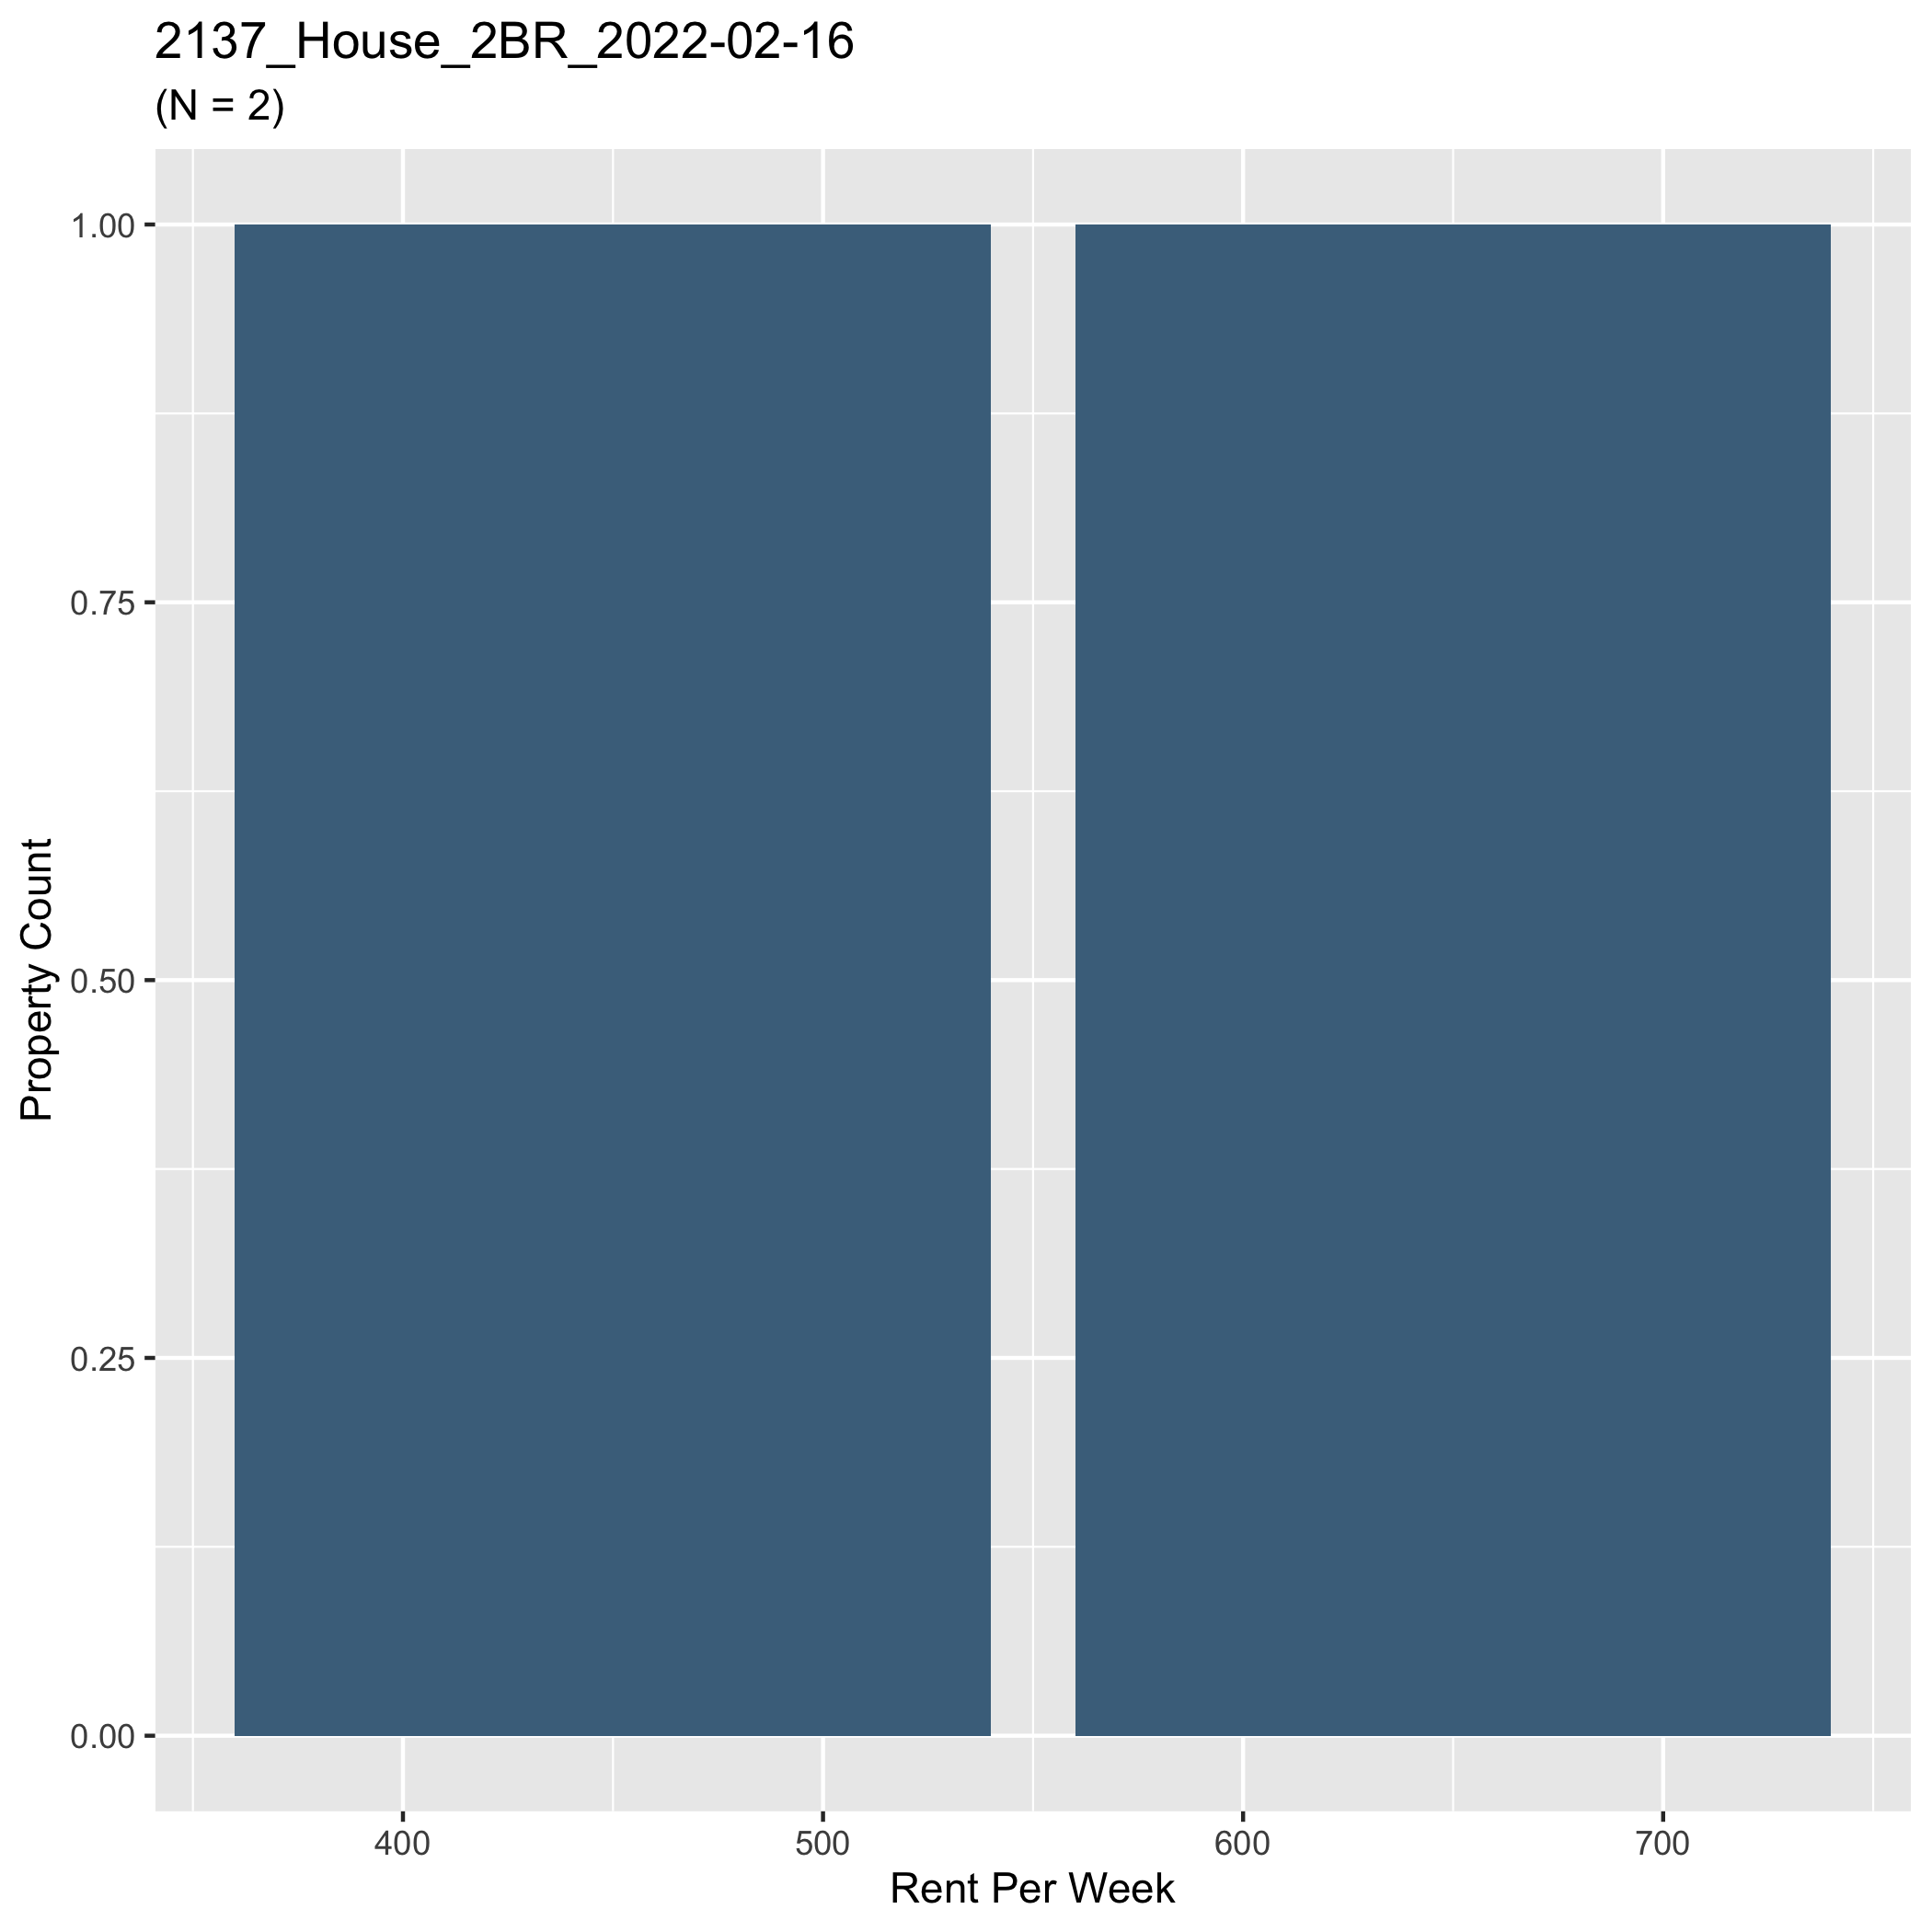 2137_House_2BR_2022-02-16
(N = 2)
1.00
0.75
0.50
0.25
0.00
Property Count
400 500 600 700
Rent Per Week